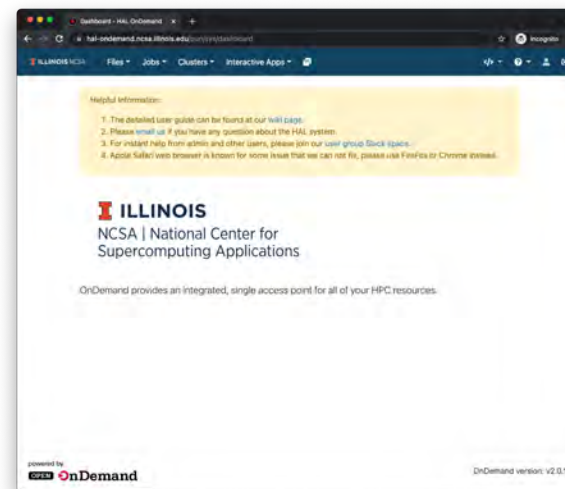 Dashboard - HAL OnDemand
hal-ondemand.ncsa.illinois.edu/pun/sys/dashboard
Incognito
ILLINOIS NCSA Files Jobs Clusters Interactive Apps
Helpful Information:
1. The detailed user guide can be found at our wiki page.
2. Please email us if you have any question about the HAL system.
3. For instant help from admin and other users, please join our user group Slack space.
4. Apple Safari web browser is known for some issue that we can not fix, please use FireFox or Chrome instead.
ILLINOIS
NCSA | National Center for
Supercomputing Applications
OnDemand provides an integrated, single access point for all of your HPC resources.
powered by
OPEN OnDemand
OnDemand version: v2.0.